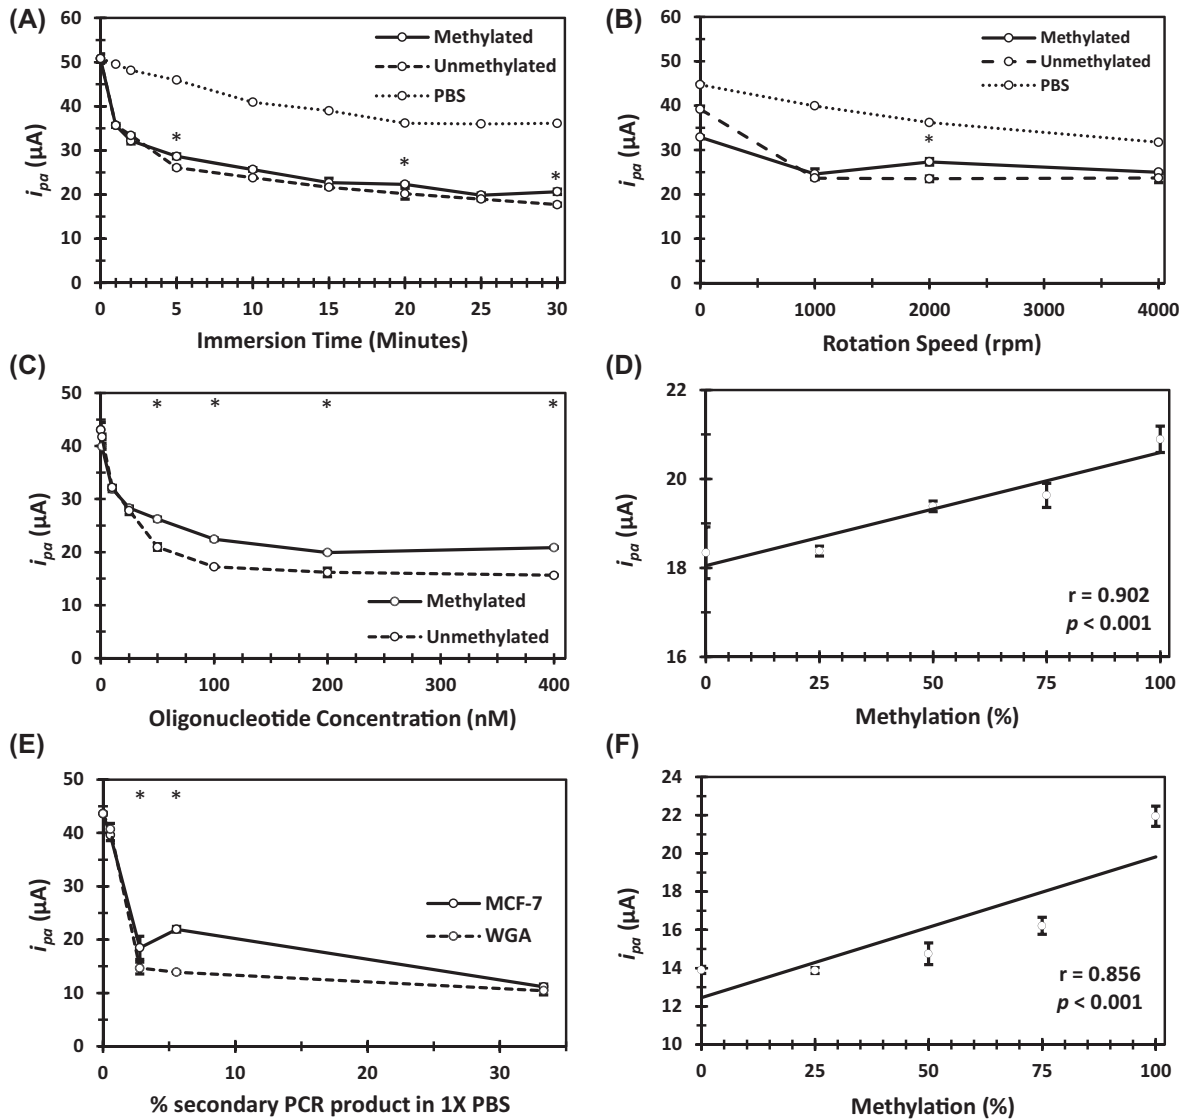 (A)
60
50
40
30
20
10
0
i_pa (µA)
Methylated
Unmethylated
PBS
*
*
*
0 5 10 15 20 25 30
Immersion Time (Minutes)
(B)
60
50
40
30
20
10
0
i_pa (µA)
Methylated
Unmethylated
PBS
*
0 1000 2000 3000 4000
Rotation Speed (rpm)
(C)
50
40
30
20
10
0
i_pa (µA)
* * * *
Methylated
Unmethylated
0 100 200 300 400
Oligonucleotide Concentration (nM)
(D)
22
20
18
16
i_pa (µA)
r = 0.902
p < 0.001
0 25 50 75 100
Methylation (%)
(E)
50
40
30
20
10
0
i_pa (µA)
* *
MCF-7
WGA
0 10 20 30
% secondary PCR product in 1X PBS
(F)
24
22
20
18
16
14
12
10
i_pa (µA)
r = 0.856
p < 0.001
0 25 50 75 100
Methylation (%)